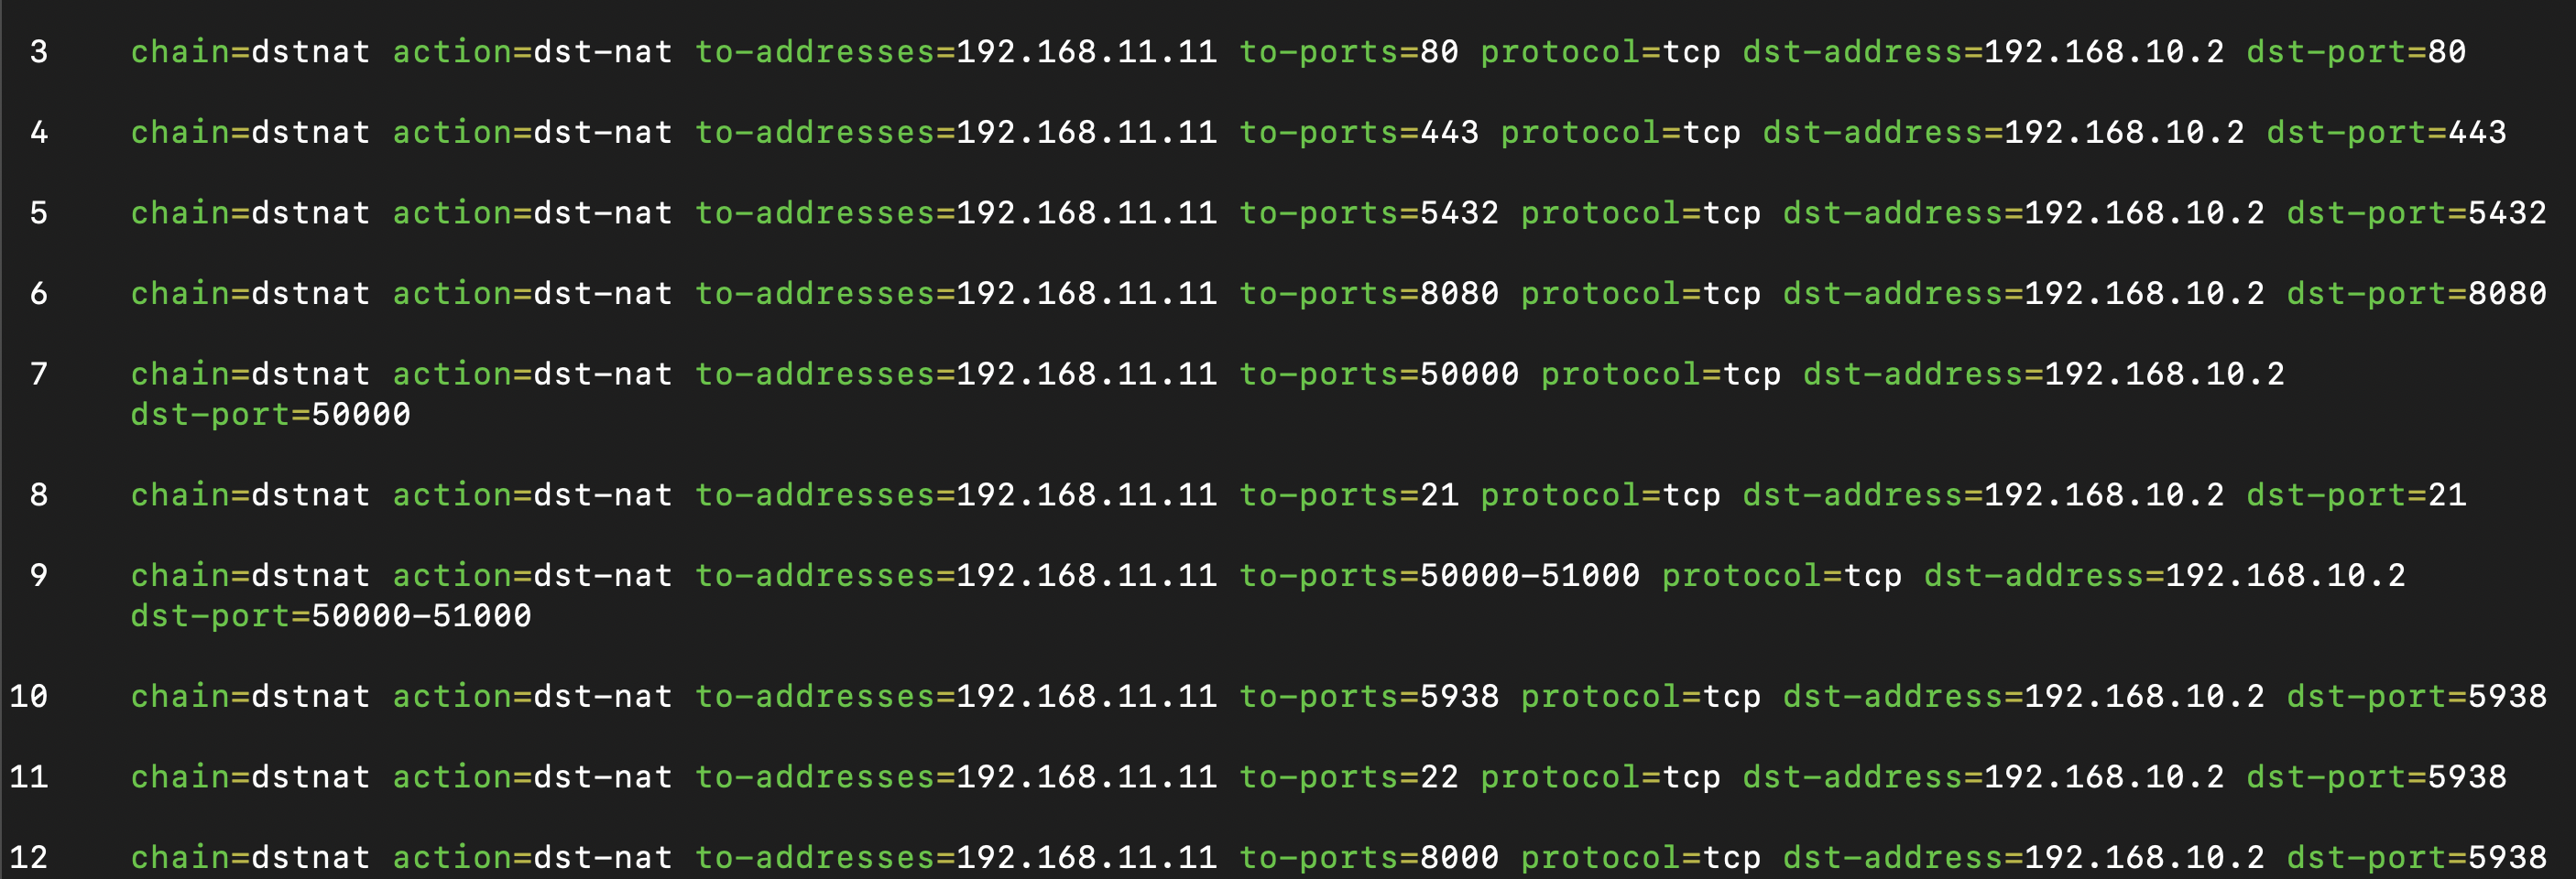 3 chain=dstnat action=dst-nat to-addresses=192.168.11.11 to-ports=80 protocol=tcp dst-address=192.168.10.2 dst-port=80
4 chain=dstnat action=dst-nat to-addresses=192.168.11.11 to-ports=443 protocol=tcp dst-address=192.168.10.2 dst-port=443
5 chain=dstnat action=dst-nat to-addresses=192.168.11.11 to-ports=5432 protocol=tcp dst-address=192.168.10.2 dst-port=5432
6 chain=dstnat action=dst-nat to-addresses=192.168.11.11 to-ports=8080 protocol=tcp dst-address=192.168.10.2 dst-port=8080
7 chain=dstnat action=dst-nat to-addresses=192.168.11.11 to-ports=50000 protocol=tcp dst-address=192.168.10.2
dst-port=50000
8 chain=dstnat action=dst-nat to-addresses=192.168.11.11 to-ports=21 protocol=tcp dst-address=192.168.10.2 dst-port=21
9 chain=dstnat action=dst-nat to-addresses=192.168.11.11 to-ports=50000-51000 protocol=tcp dst-address=192.168.10.2
dst-port=50000-51000
10 chain=dstnat action=dst-nat to-addresses=192.168.11.11 to-ports=5938 protocol=tcp dst-address=192.168.10.2 dst-port=5938
11 chain=dstnat action=dst-nat to-addresses=192.168.11.11 to-ports=22 protocol=tcp dst-address=192.168.10.2 dst-port=5938
12 chain=dstnat action=dst-nat to-addresses=192.168.11.11 to-ports=8000 protocol=tcp dst-address=192.168.10.2 dst-port=5938